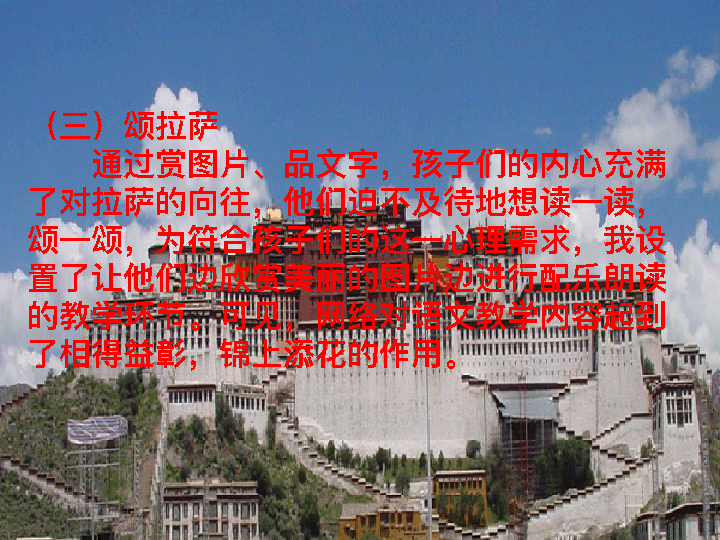 （三）颂拉萨
通过赏图片、品文字，孩子们的内心充满
了对拉萨的向往，他们迫不及待地想读一读，
颂一颂，为符合孩子们的这一心理需求，我设
置了让他们边欣赏美丽的图片边进行配乐朗读
的教学环节。可见，网络对语文教学内容起到
了相得益彰，锦上添花的作用。